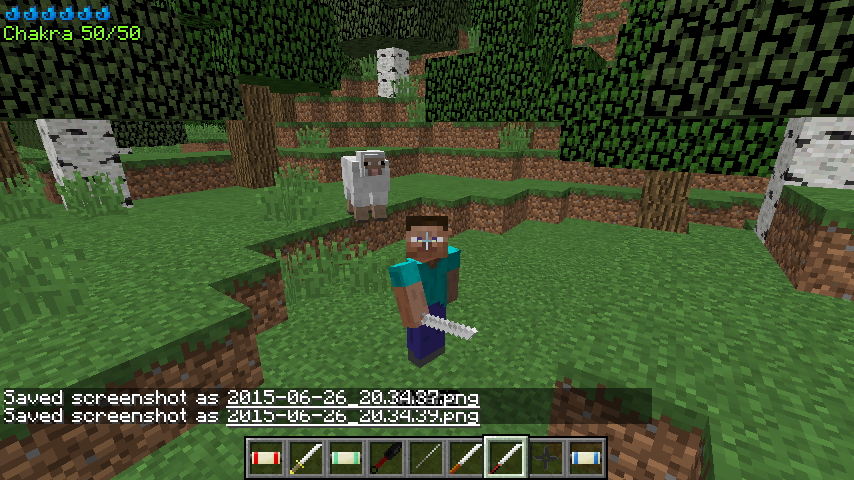 Chakra 50/50
Saved screenshot as 2015-06-26_20.34.37.png
Saved screenshot as 2015-06-26_20.34.39.png